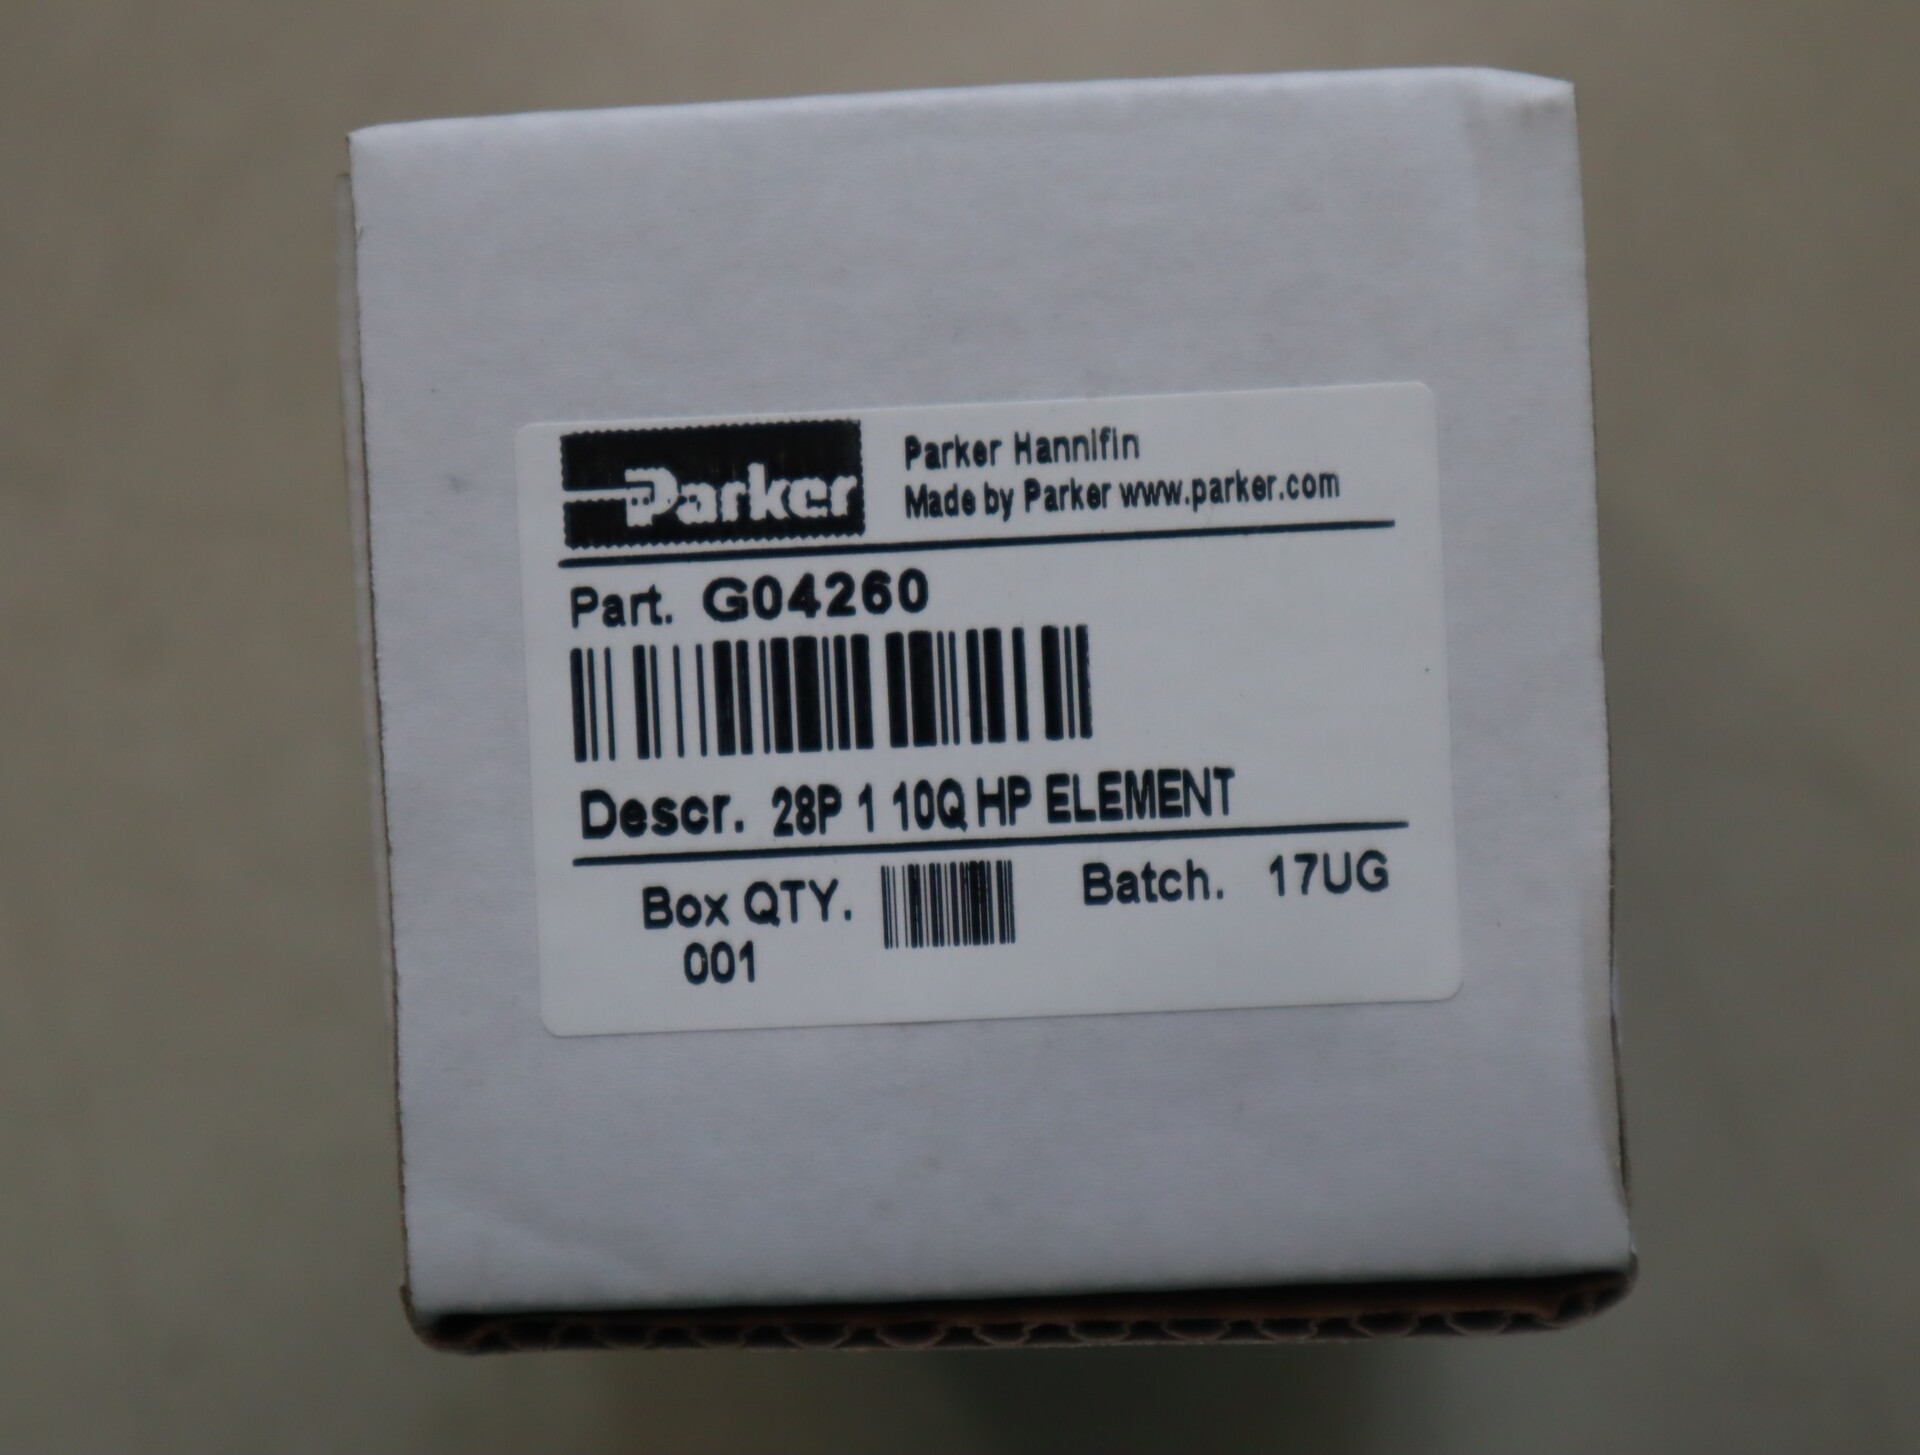 Parker
Parker Hannifin
Made by Parker www.parker.com
Part. G04260
Descr. 28P 1 10Q HP ELEMENT
Box QTY.
001
Batch. 17UG